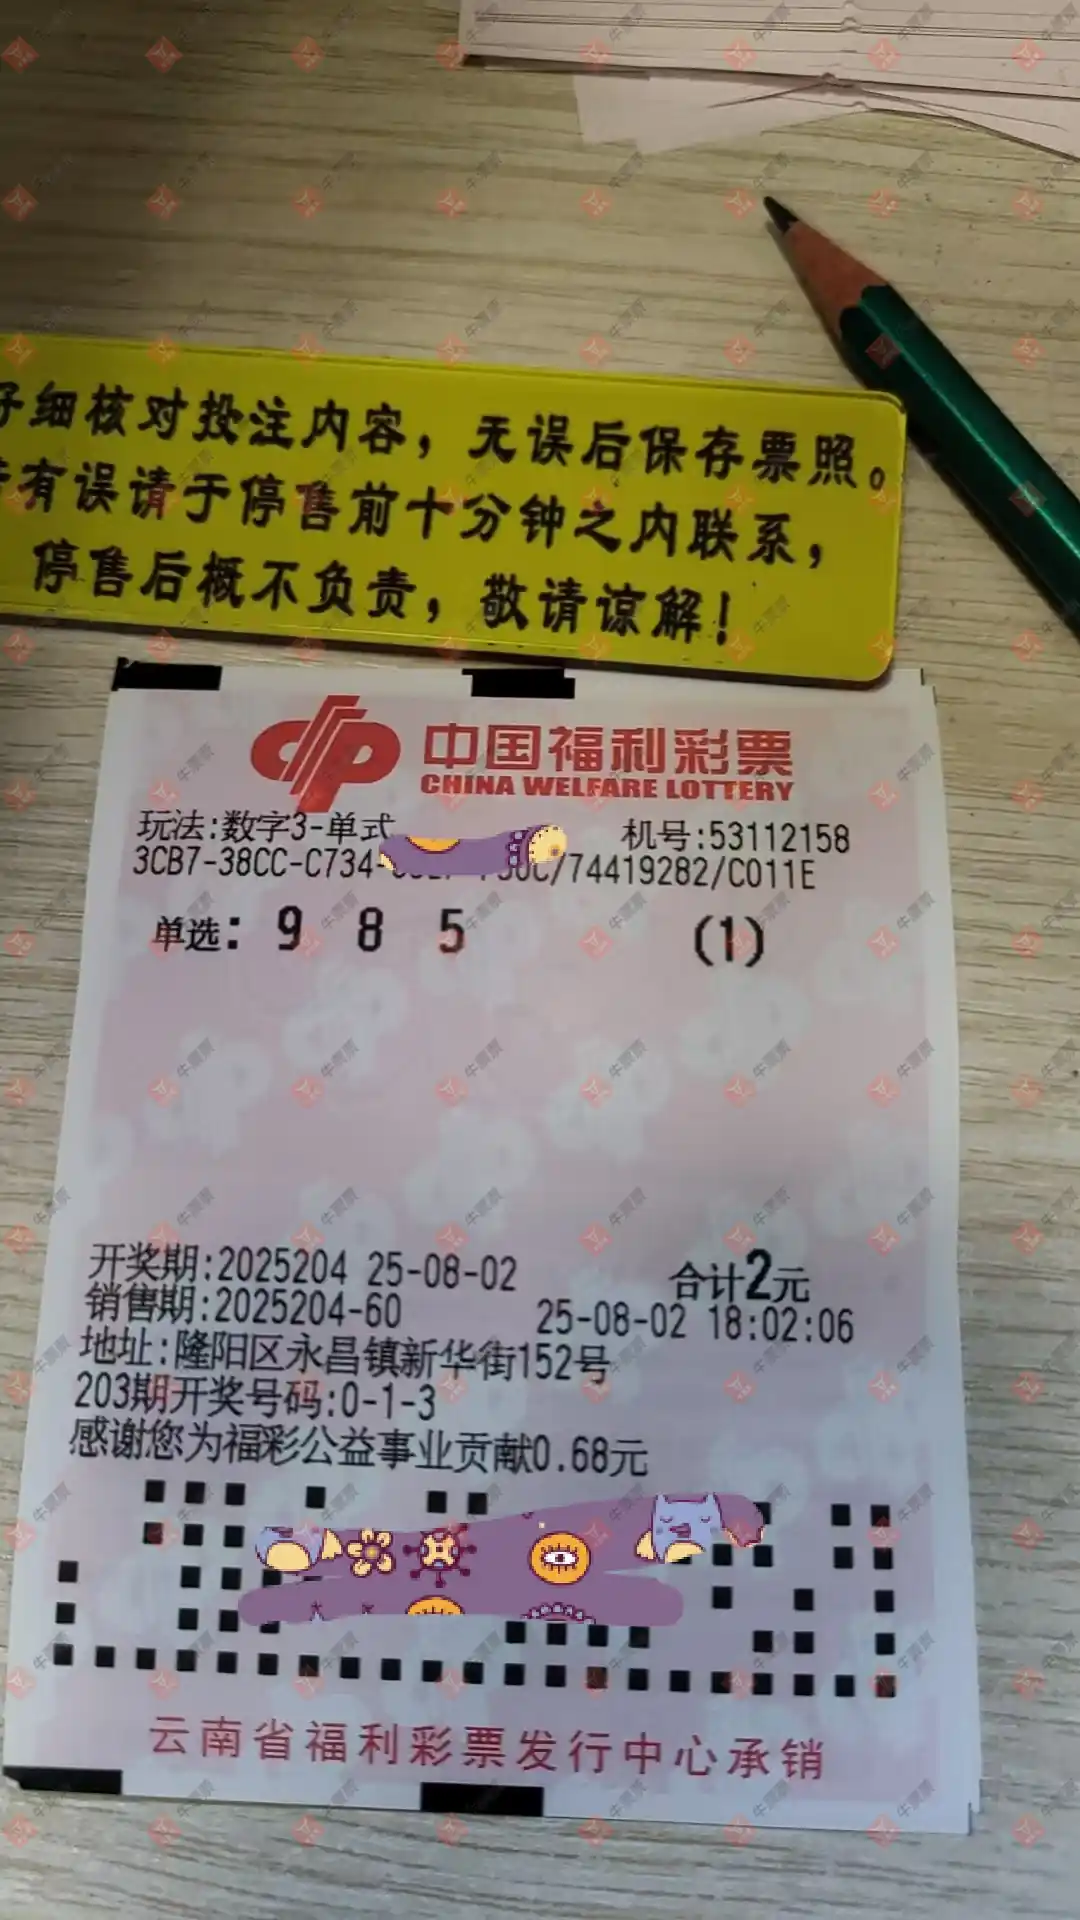 仔细核对投注内容，无误后保存票照。
有误请于停售前十分钟之内联系，
停售后概不负责，敬请谅解！
中国福利彩票
CHINA WELFARE LOTTERY
玩法:数字3-单式 机号:53112158
3CB7-38CC-C734- /74419282/C011E
单选: 9 8 5 (1)
开奖期:2025204 25-08-02 合计2元
销售期:2025204-60 25-08-02 18:02:06
地址:隆阳区永昌镇新华街152号
203期开奖号码:0-1-3
感谢您为福彩公益事业贡献0.68元
云南省福利彩票发行中心承销
牛票票